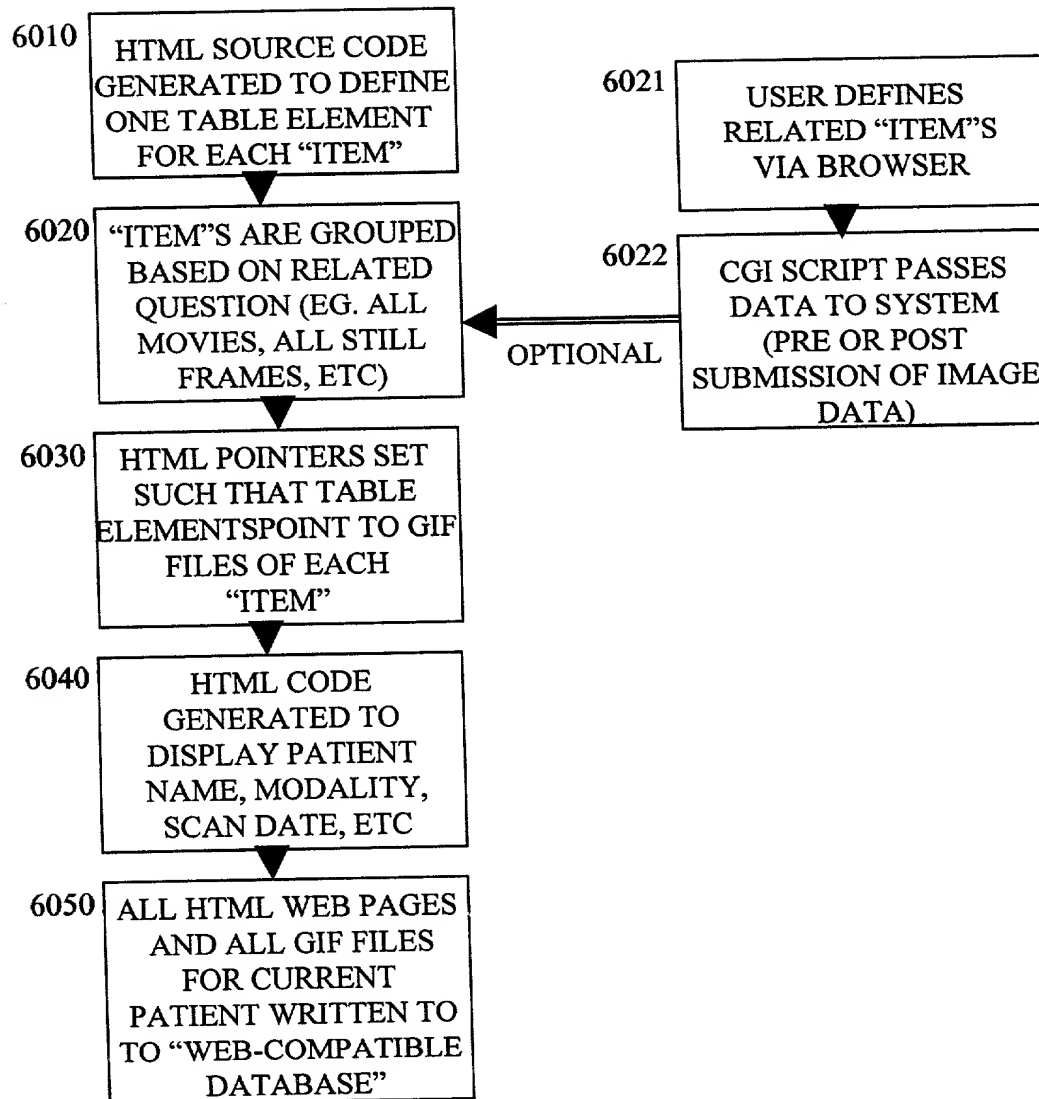 6010
HTML SOURCE CODE
GENERATED TO DEFINE
ONE TABLE ELEMENT
FOR EACH “ITEM”
6020
“ITEM”S ARE GROUPED
BASED ON RELATED
QUESTION (EG. ALL
MOVIES, ALL STILL
FRAMES, ETC)
6021
USER DEFINES
RELATED “ITEM”S
VIA BROWSER
6022
CGI SCRIPT PASSES
DATA TO SYSTEM
(PRE OR POST
SUBMISSION OF IMAGE
DATA)
OPTIONAL
6030
HTML POINTERS SET
SUCH THAT TABLE
ELEMENTSPOINT TO GIF
FILES OF EACH
“ITEM”
6040
HTML CODE
GENERATED TO
DISPLAY PATIENT
NAME, MODALITY,
SCAN DATE, ETC
6050
ALL HTML WEB PAGES
AND ALL GIF FILES
FOR CURRENT
PATIENT WRITTEN TO
TO “WEB-COMPATIBLE
DATABASE”